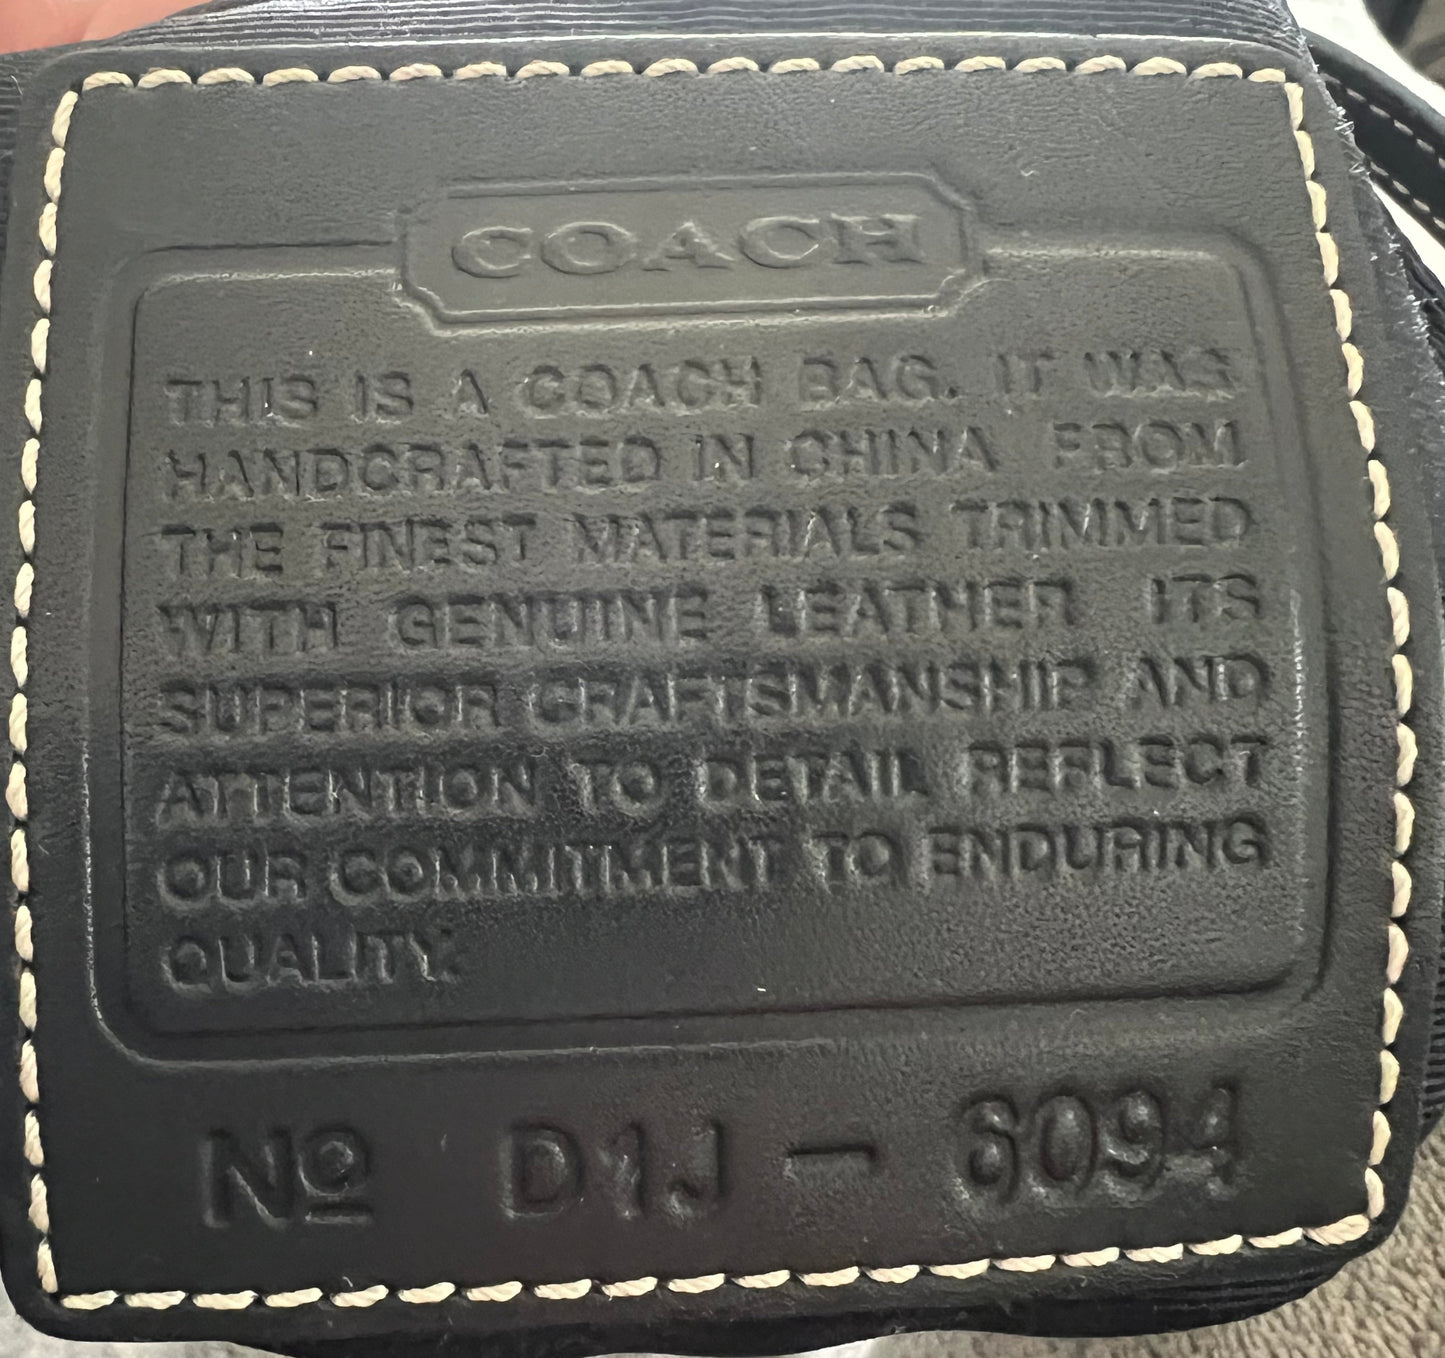 COACH
THIS IS A COACH BAG. IT WAS
HANDCRAFTED IN CHINA FROM
THE FINEST MATERIALS TRIMMED
WITH GENUINE LEATHER ITS
SUPERIOR CRAFTSMANSHIP AND
ATTENTION TO DETAIL REFLECT
OUR COMMITMENT TO ENDURING
QUALITY.
Nº D1J - 6094